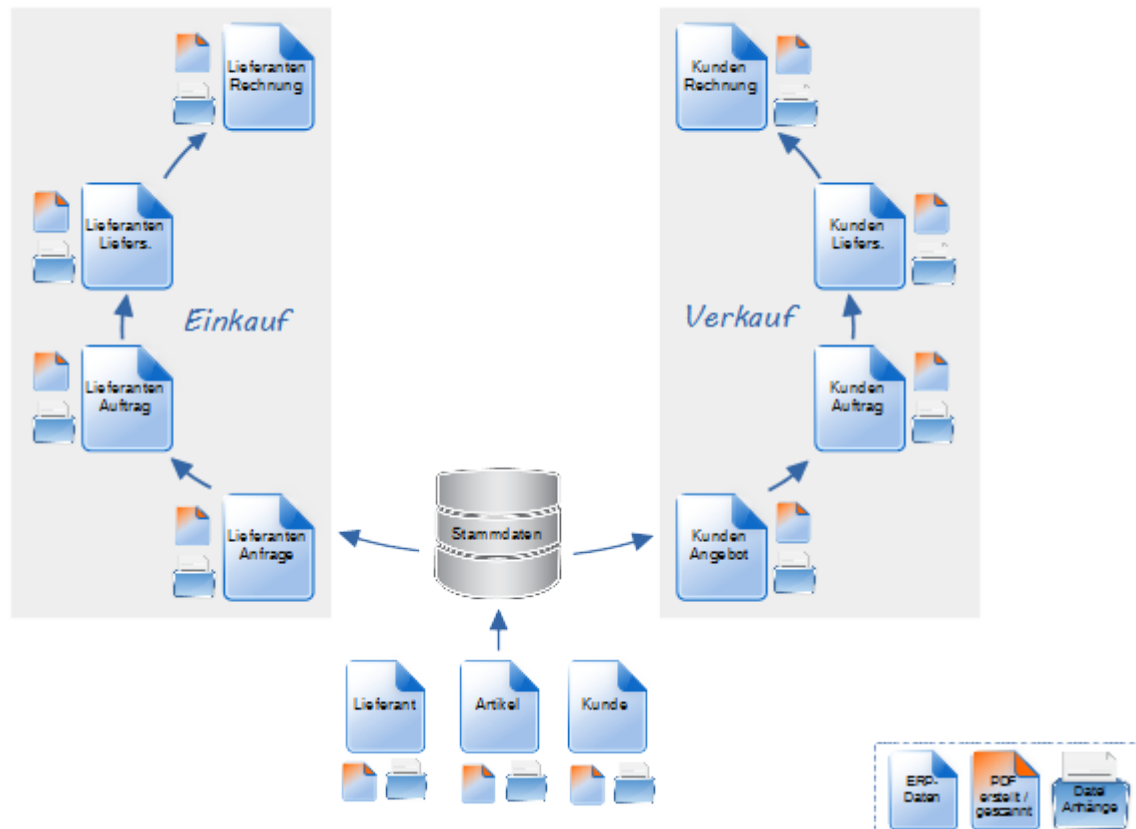 Lieferanten
Rechnung
Kunden
Rechnung
Lieferanten
Liefers.
Kunden
Liefers.
Einkauf
Verkauf
Lieferanten
Auftrag
Kunden
Auftrag
Lieferanten
Anfrage
Stammdaten
Kunden
Angebot
Lieferant
Artikel
Kunde
ERP-
Daten
PDF
erstellt /
gescannt
Datei
Anhänge